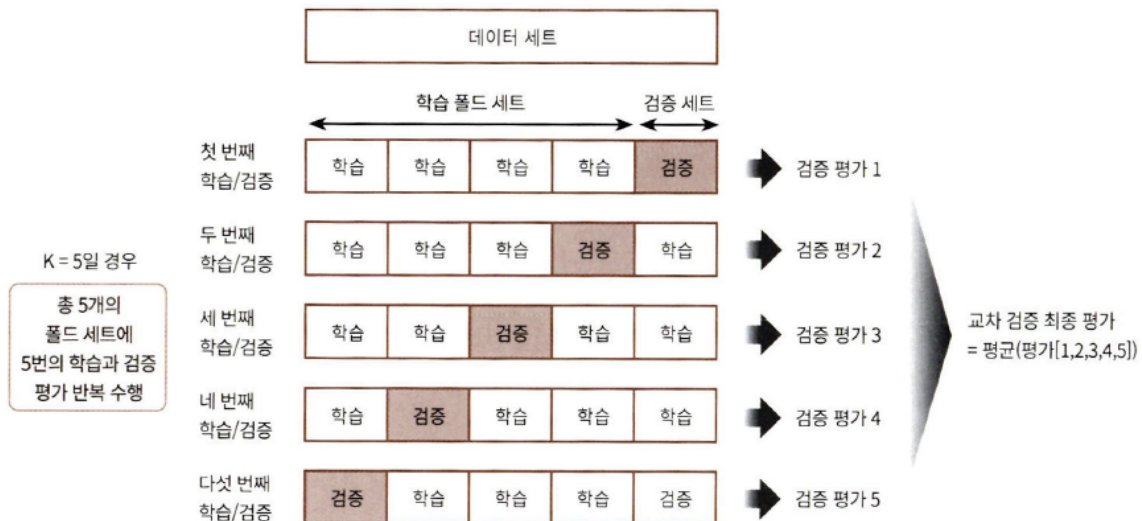 데이터 세트
학습 폴드 세트 검증 세트
첫 번째
학습/검증
학습 학습 학습 학습 검증
검증 평가 1
두 번째
학습/검증
학습 학습 학습 검증 학습
검증 평가 2
K = 5일 경우
총 5개의
폴드 세트에
5번의 학습과 검증
평가 반복 수행
세 번째
학습/검증
학습 학습 검증 학습 학습
검증 평가 3
네 번째
학습/검증
학습 검증 학습 학습 학습
검증 평가 4
다섯 번째
학습/검증
검증 학습 학습 학습 검증
검증 평가 5
교차 검증 최종 평가
= 평균(평가[1,2,3,4,5])